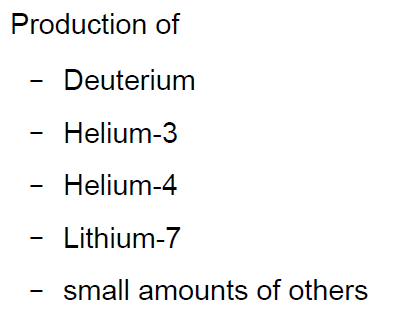 Production of
– Deuterium
– Helium-3
– Helium-4
– Lithium-7
– small amounts of others